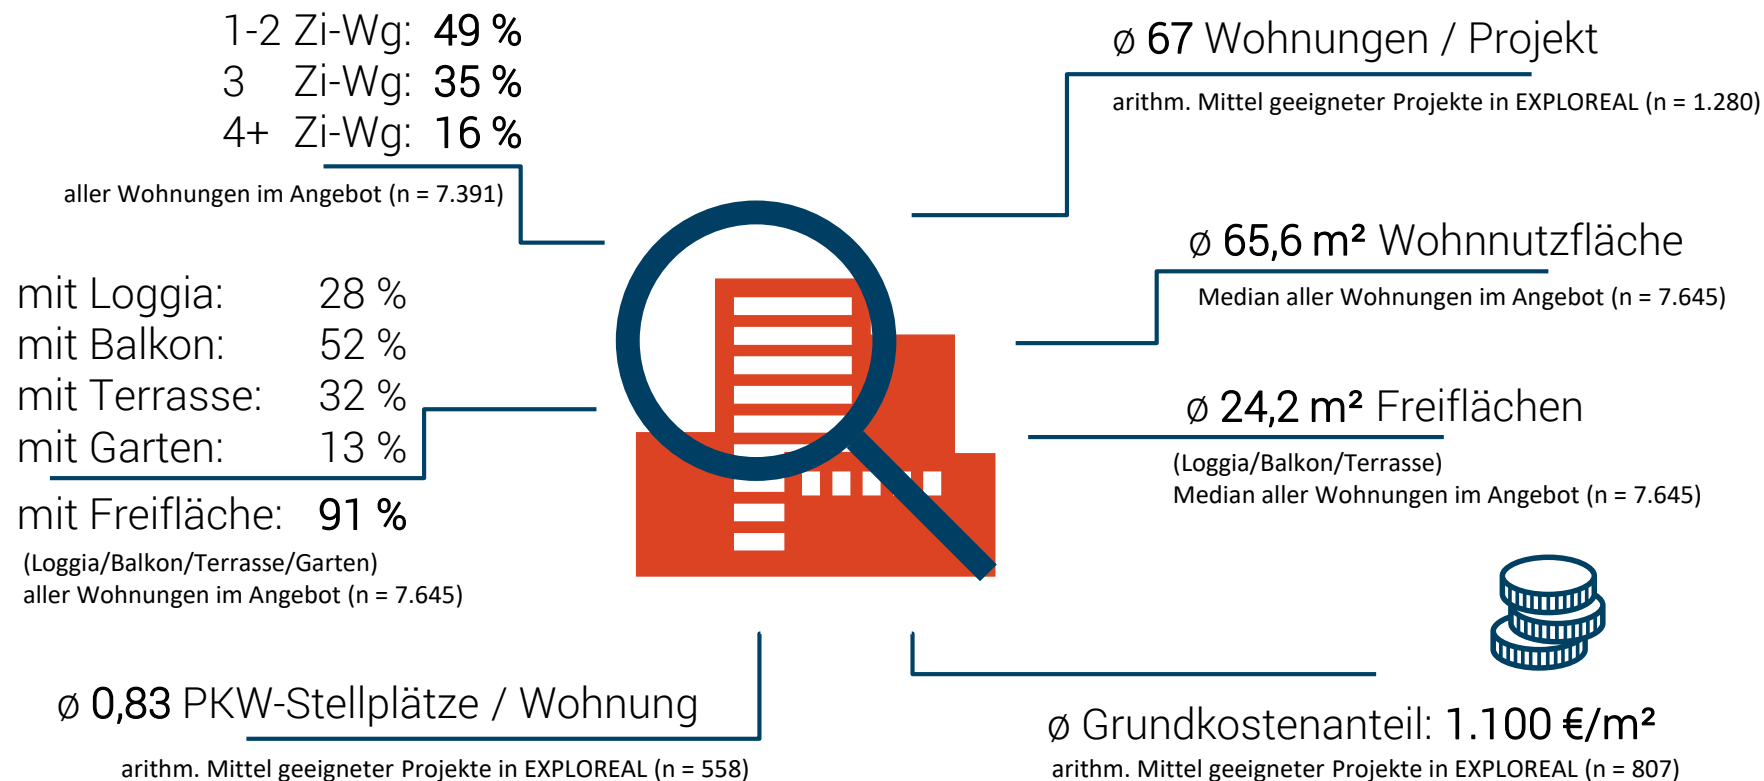 1-2 Zi-Wg: 49 %
3 Zi-Wg: 35 %
4+ Zi-Wg: 16 %
aller Wohnungen im Angebot (n = 7.391)
mit Loggia: 28 %
mit Balkon: 52 %
mit Terrasse: 32 %
mit Garten: 13 %
mit Freifläche: 91 %
(Loggia/Balkon/Terrasse/Garten)
aller Wohnungen im Angebot (n = 7.645)
ø 0,83 PKW-Stellplätze / Wohnung
arithm. Mittel geeigneter Projekte in EXPLOREAL (n = 558)
ø 67 Wohnungen / Projekt
arithm. Mittel geeigneter Projekte in EXPLOREAL (n = 1.280)
ø 65,6 m² Wohnnutzfläche
Median aller Wohnungen im Angebot (n = 7.645)
ø 24,2 m² Freiflächen
(Loggia/Balkon/Terrasse)
Median aller Wohnungen im Angebot (n = 7.645)
ø Grundkostenanteil: 1.100 €/m²
arithm. Mittel geeigneter Projekte in EXPLOREAL (n = 807)